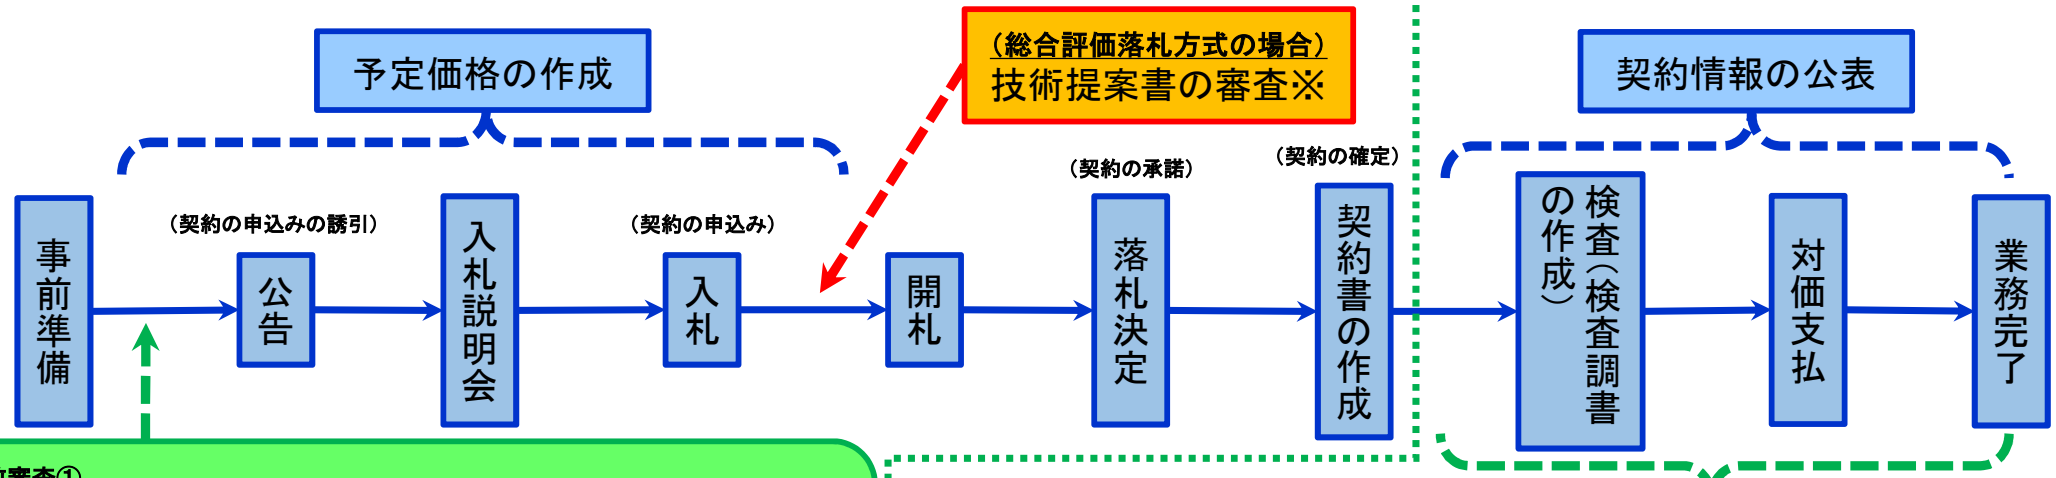 予定価格の作成
（総合評価落札方式の場合）
技術提案書の審査※
契約情報の公表
（契約の申込みの誘引）
（契約の申込み）
（契約の承諾）
（契約の確定）
事前準備
公告
入札説明会
入札
開札
落札決定
契約書の作成
検査（検査調書
の作成）
対価支払
業務完了
審査①